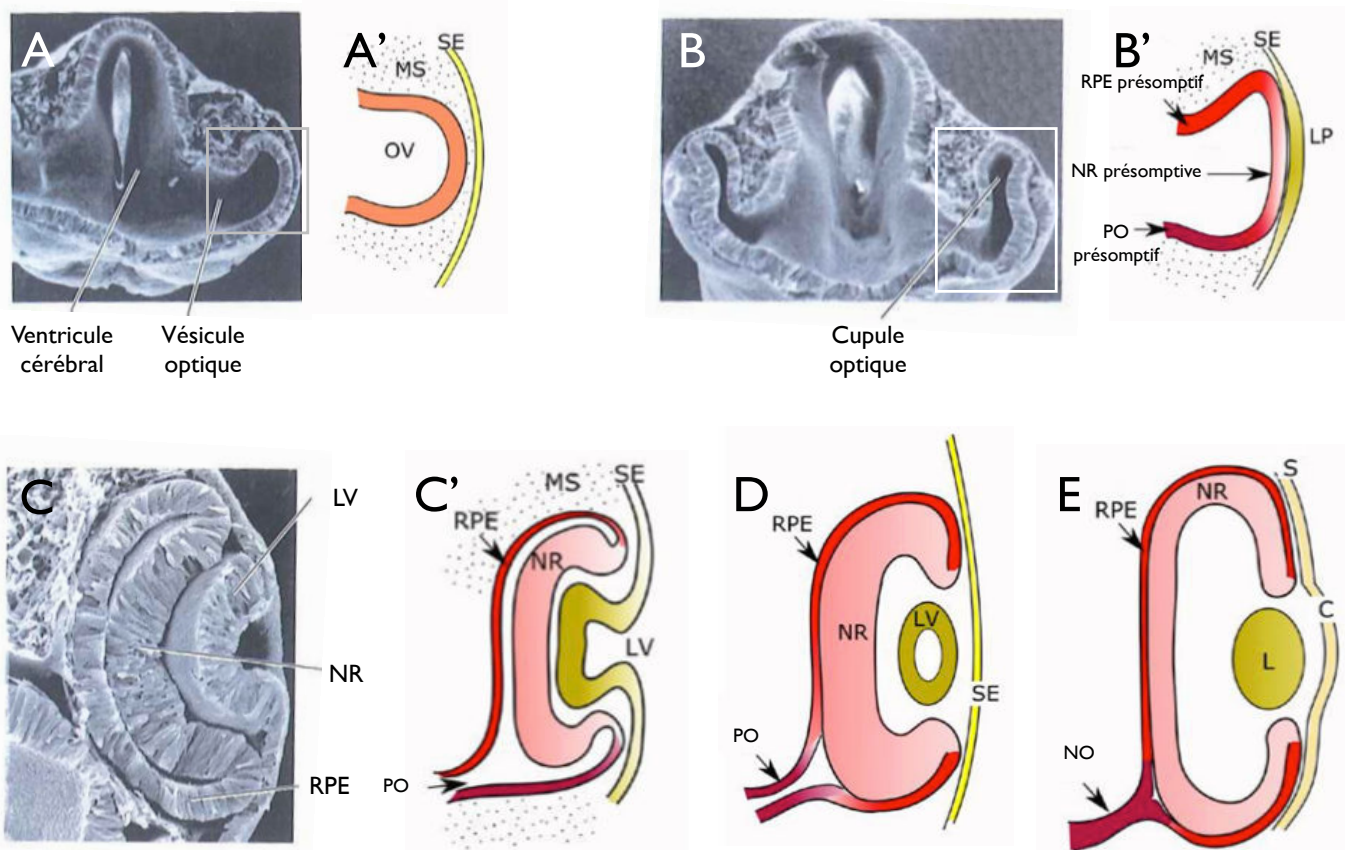 A
A'
SE
MS
OV
Ventricule
cérébral
Vésicule
optique
B
B'
SE
MS
RPE présomptif
LP
NR présomptive
PO
présomptif
Cupule
optique
C
LV
NR
RPE
C'
MS
SE
RPE
NR
LV
PO
D
RPE
NR
LV
SE
PO
E
S
NR
RPE
C
L
NO